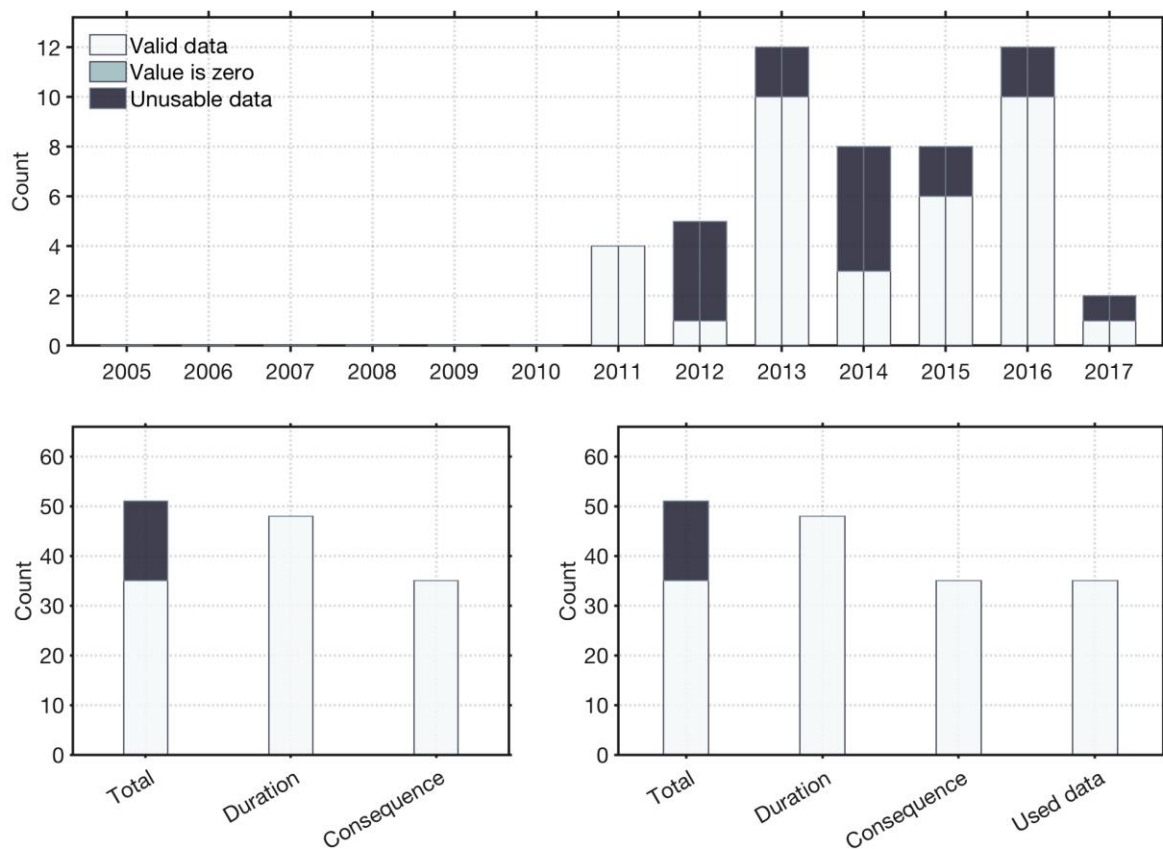 Count
12
10
8
6
4
2
0
Valid data
Value is zero
Unusable data
2005 2006 2007 2008 2009 2010 2011 2012 2013 2014 2015 2016 2017
Count
60
50
40
30
20
10
0
Total Duration Consequence
Count
60
50
40
30
20
10
0
Total Duration Consequence Used data